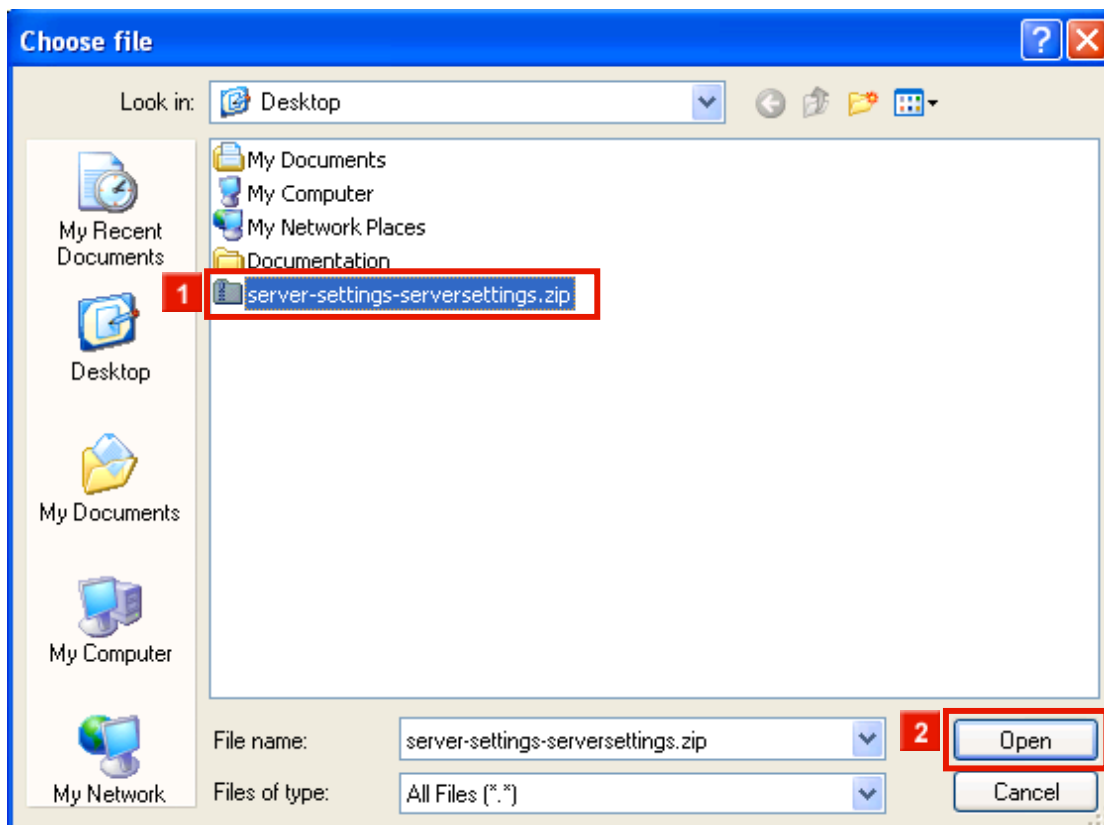 Choose file
Look in:
Desktop
My Recent
Documents
Desktop
My Documents
My Computer
My Network
My Documents
My Computer
My Network Places
Documentation
1
server-settings-serversettings.zip
File name:
server-settings-serversettings.zip
2
Open
Files of type:
All Files (*.*)
Cancel